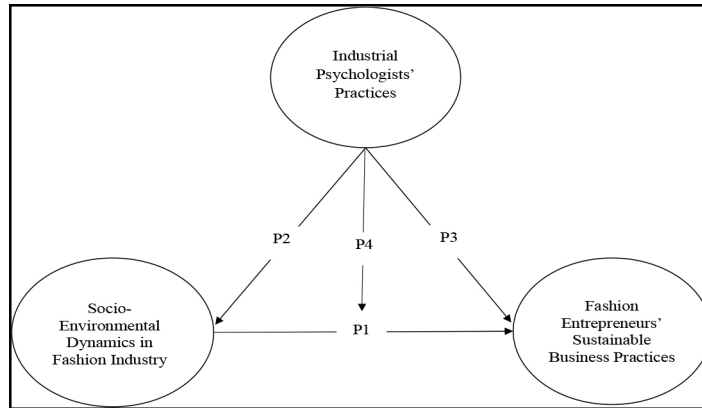 Industrial
Psychologists’
Practices
P2
P4
P3
Socio-
Environmental
Dynamics in
Fashion Industry
P1
Fashion
Entrepreneurs’
Sustainable
Business Practices